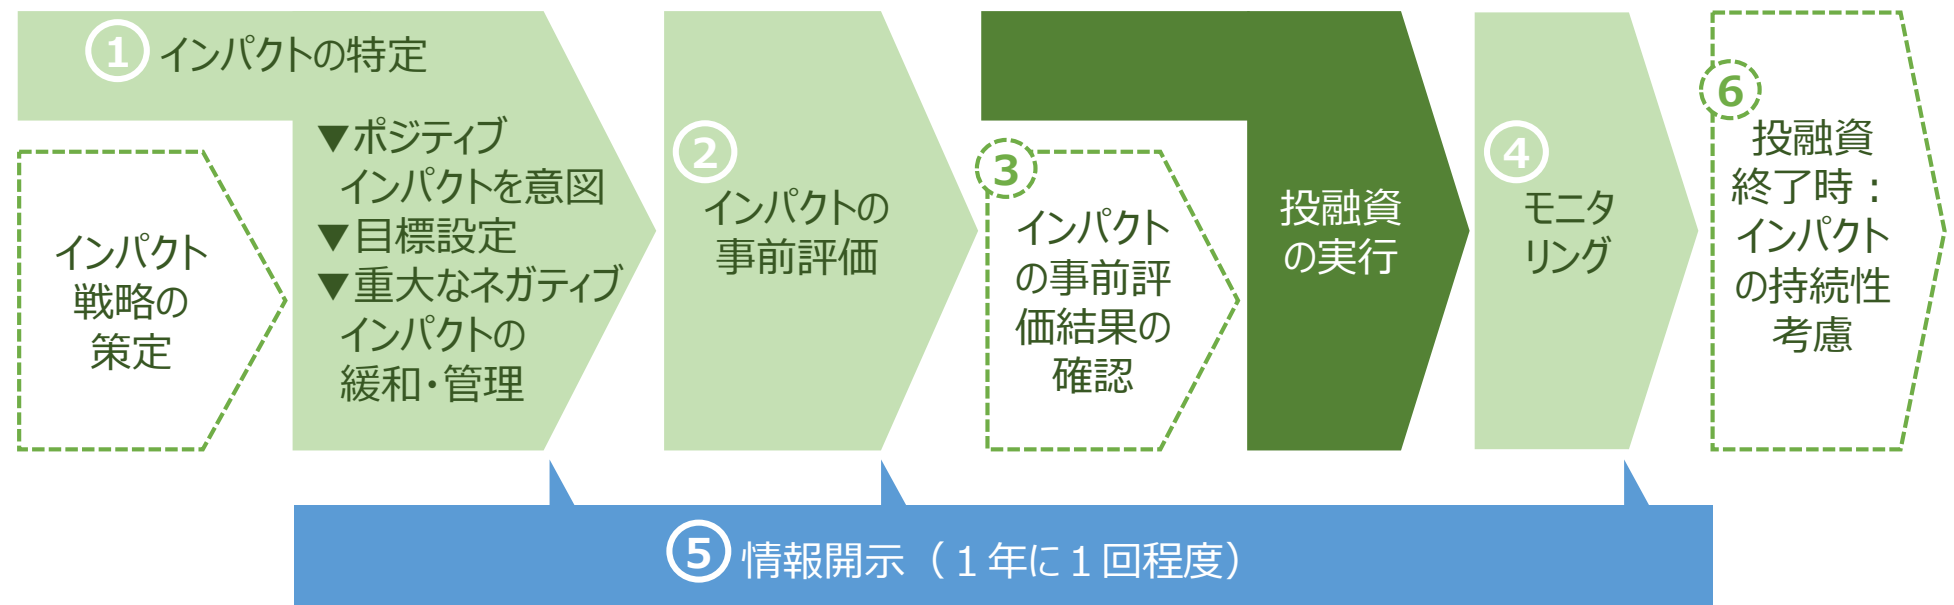 ① インパクトの特定
▼ポジティブ
インパクトを意図
▼目標設定
▼重大なネガティブ
インパクトの
緩和・管理
インパクト
戦略の
策定
②
インパクトの
事前評価
③
インパクト
の事前評
価結果の
確認
投融資
の実行
④
モニタ
リング
⑥
投融資
終了時：
インパクト
の持続性
考慮
⑤ 情報開示（１年に１回程度）